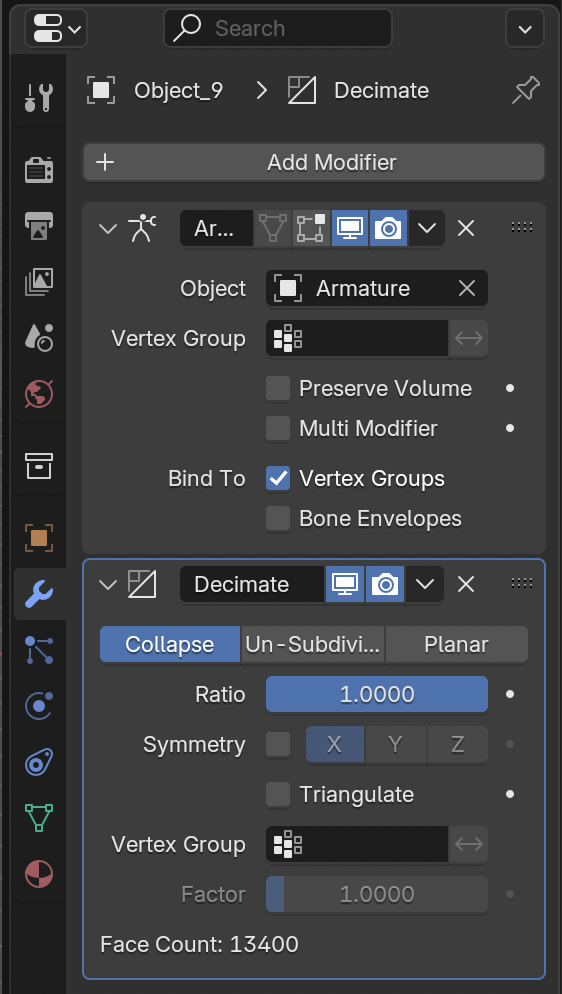 Search
Object_9 > Decimate
+ Add Modifier
Ar...
Object Armature
Vertex Group
Preserve Volume
Multi Modifier
Bind To Vertex Groups
Bone Envelopes
Decimate
Collapse Un-Subdivi... Planar
Ratio 1.0000
Symmetry X Y Z
Triangulate
Vertex Group
Factor 1.0000
Face Count: 13400